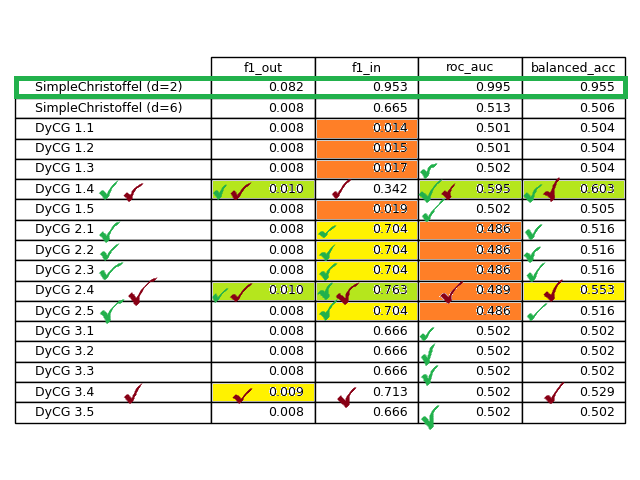 f1_out f1_in roc_auc balanced_acc
SimpleChristoffel (d=2) 0.082 0.953 0.995 0.955
SimpleChristoffel (d=6) 0.008 0.665 0.513 0.506
DyCG 1.1 0.008 0.014 0.501 0.504
DyCG 1.2 0.008 0.015 0.501 0.504
DyCG 1.3 0.008 0.017 0.502 0.504
DyCG 1.4 0.010 0.342 0.595 0.603
DyCG 1.5 0.008 0.019 0.502 0.505
DyCG 2.1 0.008 0.704 0.486 0.516
DyCG 2.2 0.008 0.704 0.486 0.516
DyCG 2.3 0.008 0.704 0.486 0.516
DyCG 2.4 0.010 0.763 0.489 0.553
DyCG 2.5 0.008 0.704 0.486 0.516
DyCG 3.1 0.008 0.666 0.502 0.502
DyCG 3.2 0.008 0.666 0.502 0.502
DyCG 3.3 0.008 0.666 0.502 0.502
DyCG 3.4 0.009 0.713 0.502 0.529
DyCG 3.5 0.008 0.666 0.502 0.502